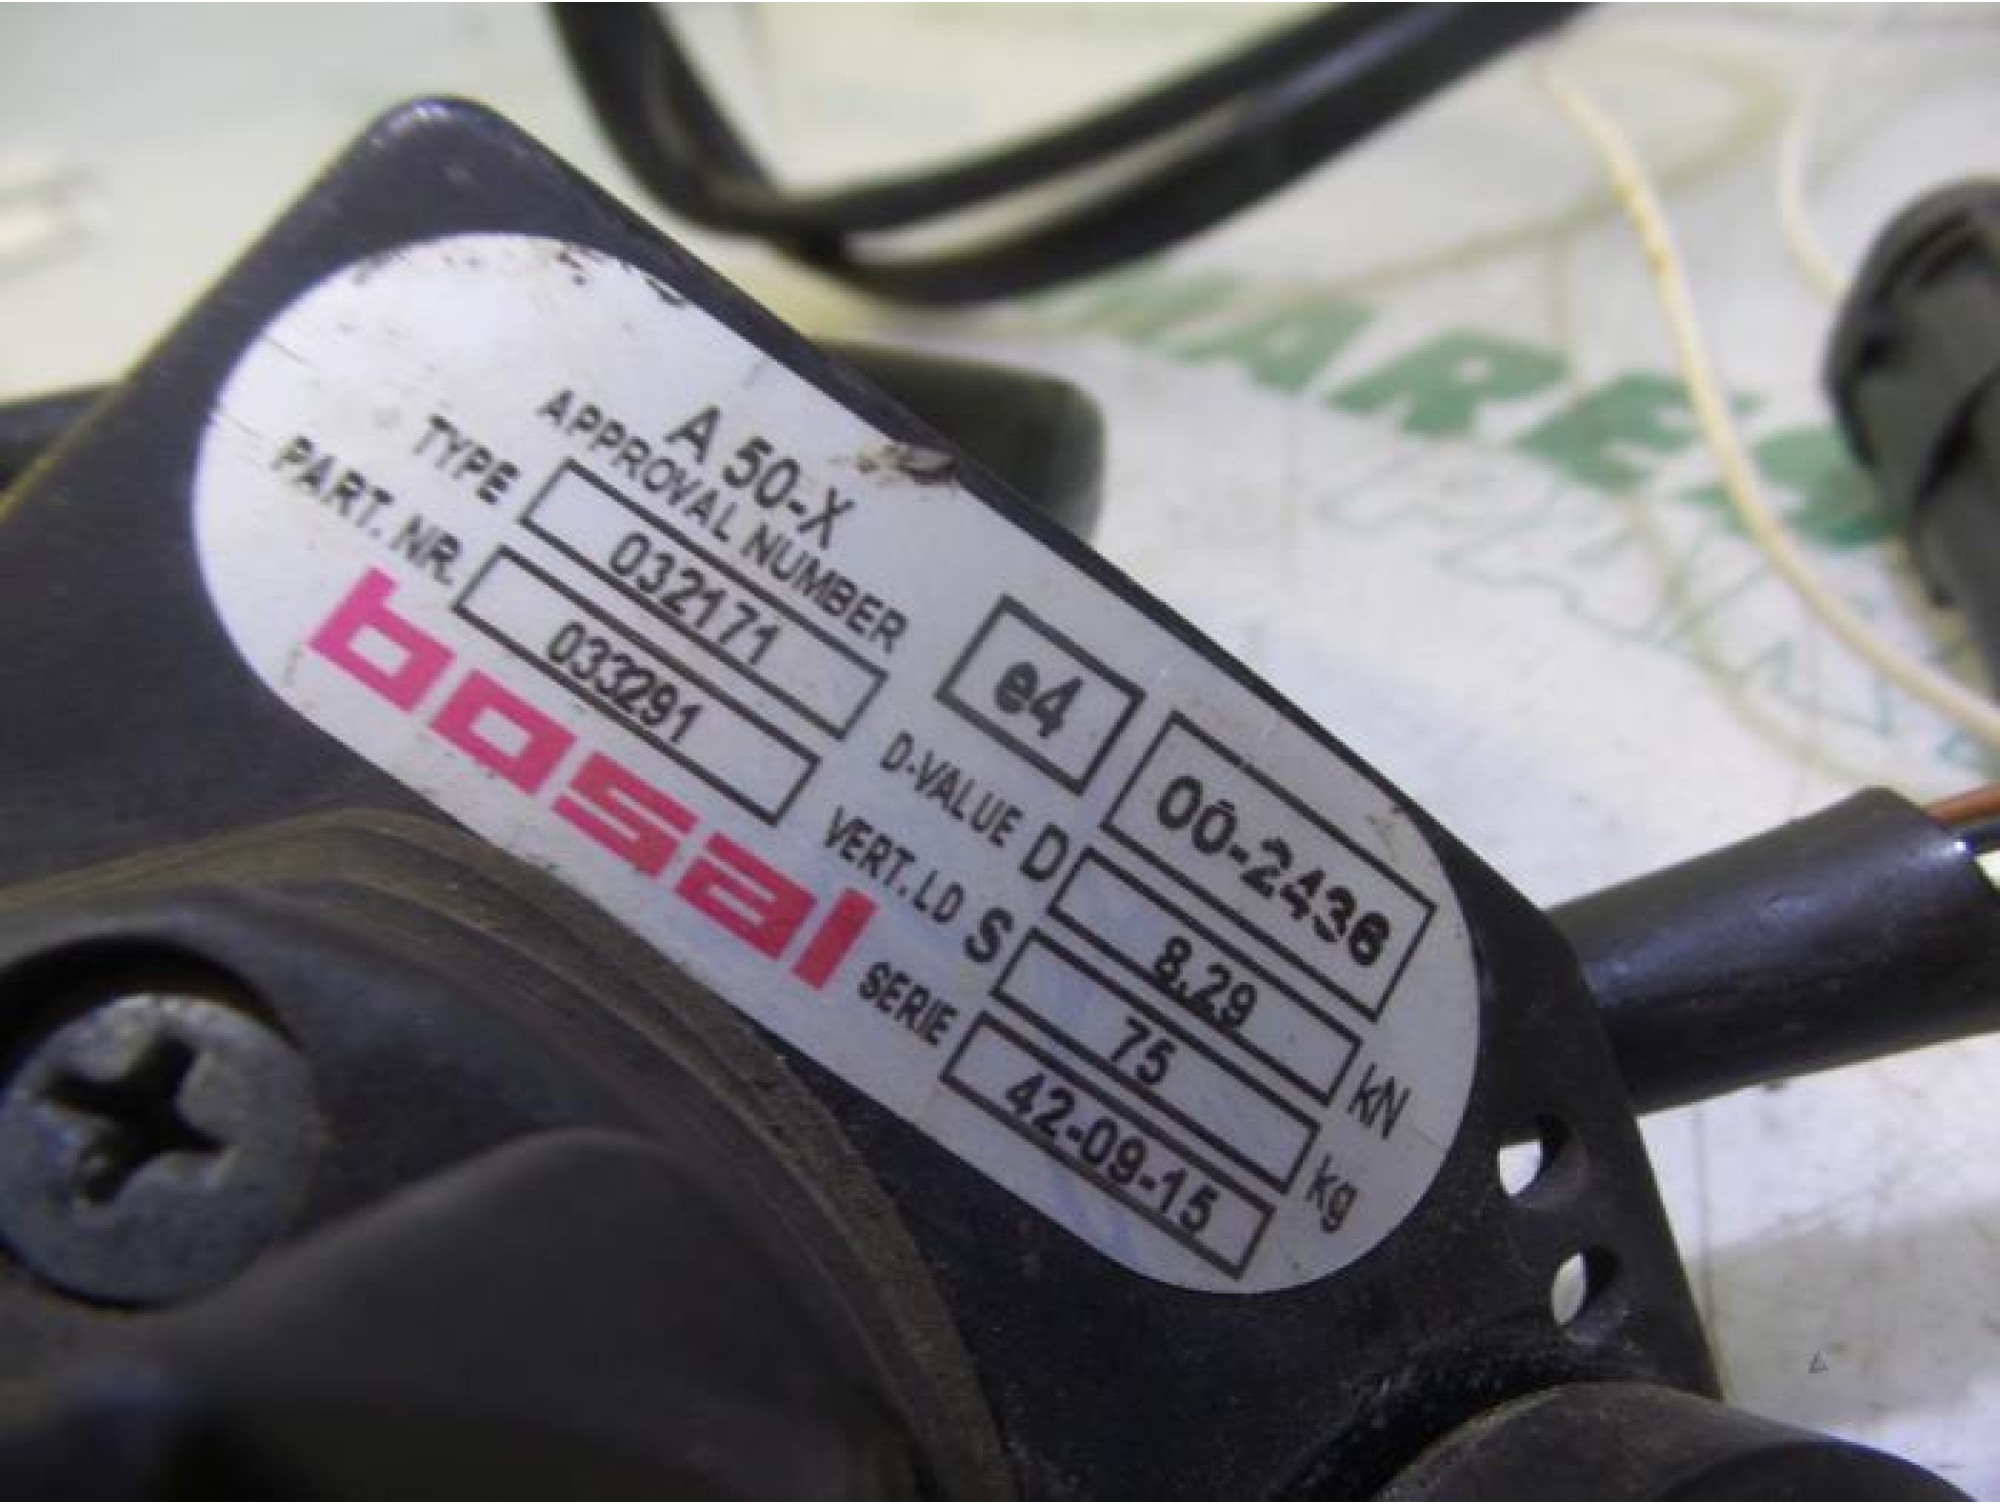 A 50-X
APPROVAL NUMBER e4 00-2436
TYPE 032171 D-VALUE D 8,29 kN
PART. NR. 033291 VERT. LD S 75 kg
bosal SERIE 42-09-15